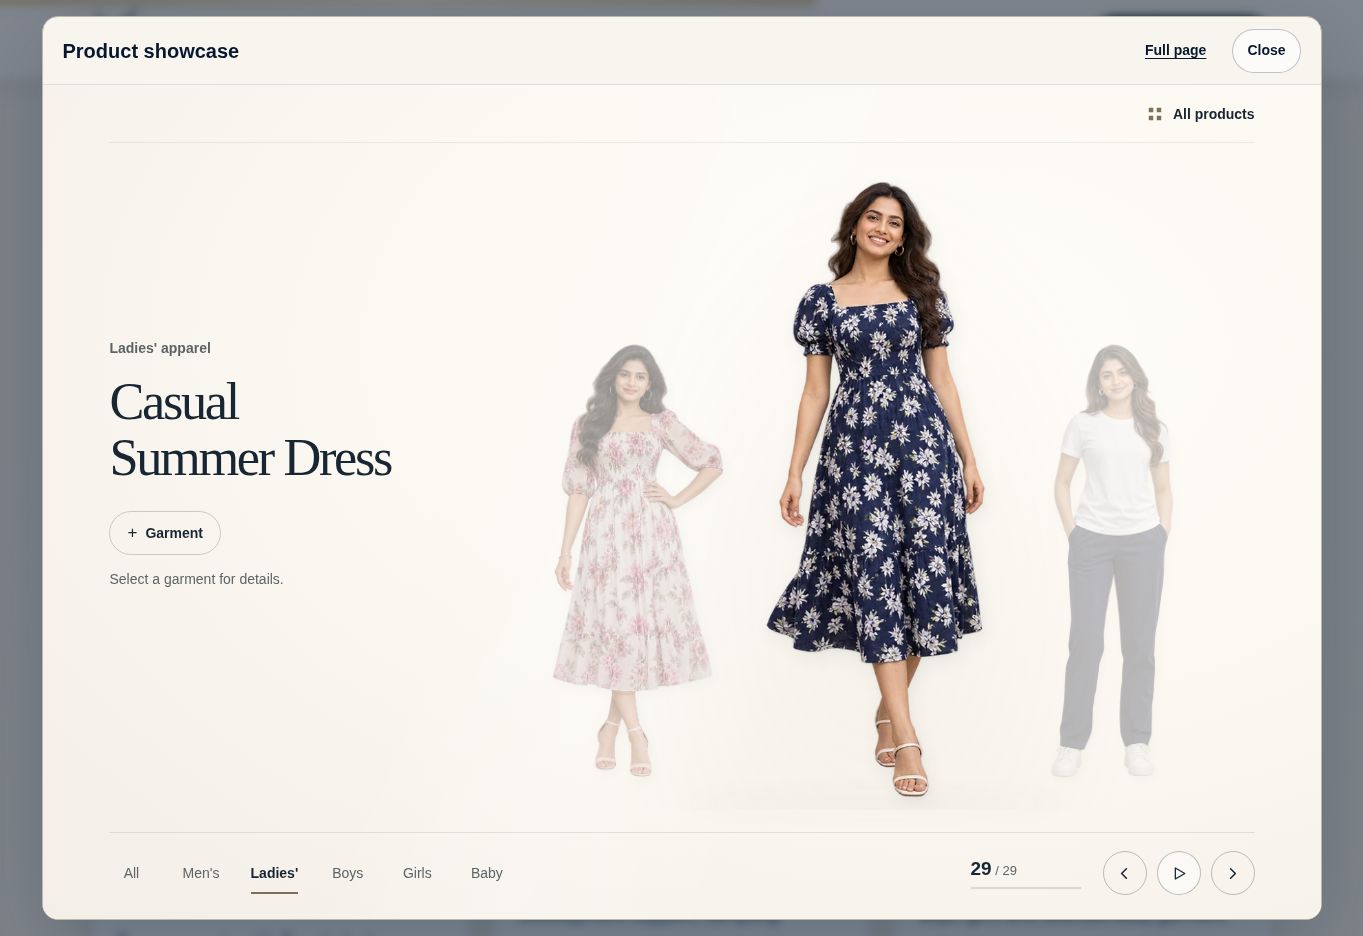 Product showcase
Full page
Close
All products
Ladies' apparel
Casual
Summer Dress
+ Garment
Select a garment for details.
All
Men's
Ladies'
Boys
Girls
Baby
29 / 29